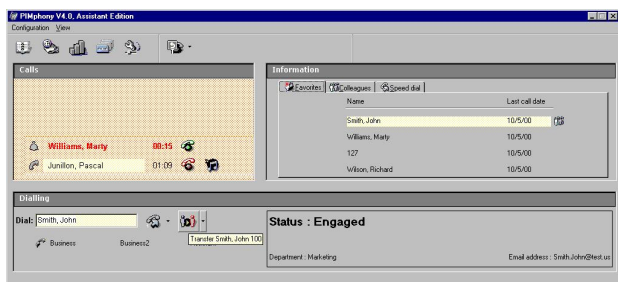 PIMphony V4.0, Assistant Edition
Configuration View
Calls
Williams, Marty 00:15
Junillon, Pascal 01:09
Information
Favorites Colleagues Speed dial
Name Last call date
Smith, John 10/5/00
Williams, Marty 10/5/00
127 10/5/00
Wilson, Richard 10/5/00
Dialling
Dial: Smith, John
Transfer Smith, John 100
Business Business2
Status : Engaged
Department : Marketing Email address : Smith.John@test.us